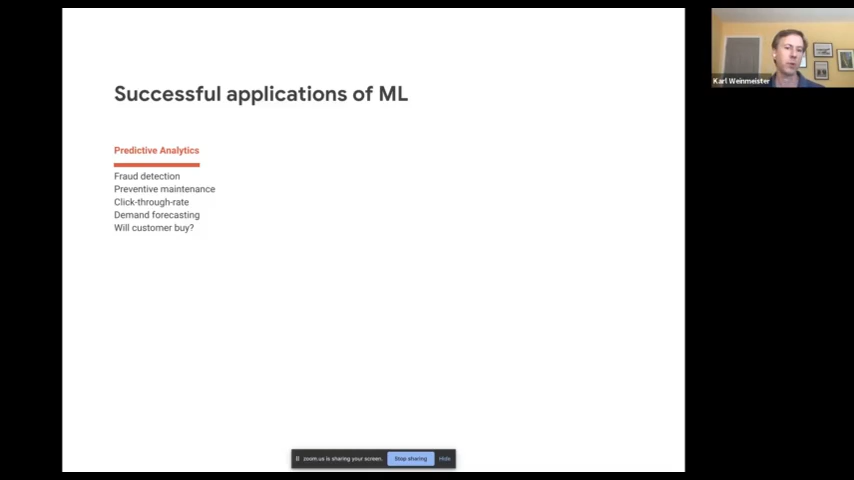 Successful applications of ML
Predictive Analytics
Fraud detection
Preventive maintenance
Click-through-rate
Demand forecasting
Will customer buy?
Karl Weinmeister
zoom.us is sharing your screen.
Stop sharing
Hide